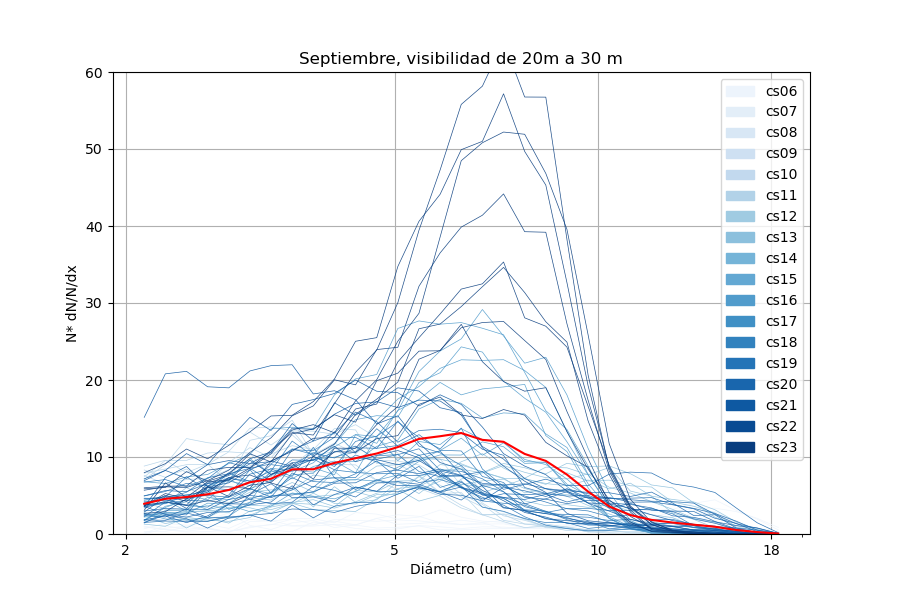 Septiembre, visibilidad de 20m a 30 m
N* dN/N/dx
60
50
40
30
20
10
0
2
5
10
18
Diámetro (um)
cs06
cs07
cs08
cs09
cs10
cs11
cs12
cs13
cs14
cs15
cs16
cs17
cs18
cs19
cs20
cs21
cs22
cs23